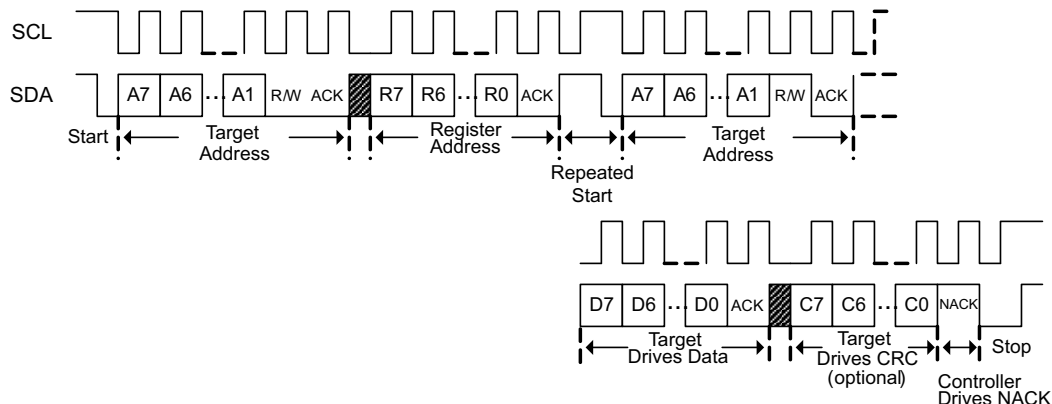 SCL
SDA
A7 A6 ... A1 R/W ACK R7 R6 ... R0 ACK A7 A6 ... A1 R/W ACK
Start
Target
Address
Register
Address
Repeated
Start
Target
Address
D7 D6 ... D0 ACK C7 C6 ... C0 NACK
Target
Drives Data
Target
Drives CRC
(optional)
Stop
Controller
Drives NACK